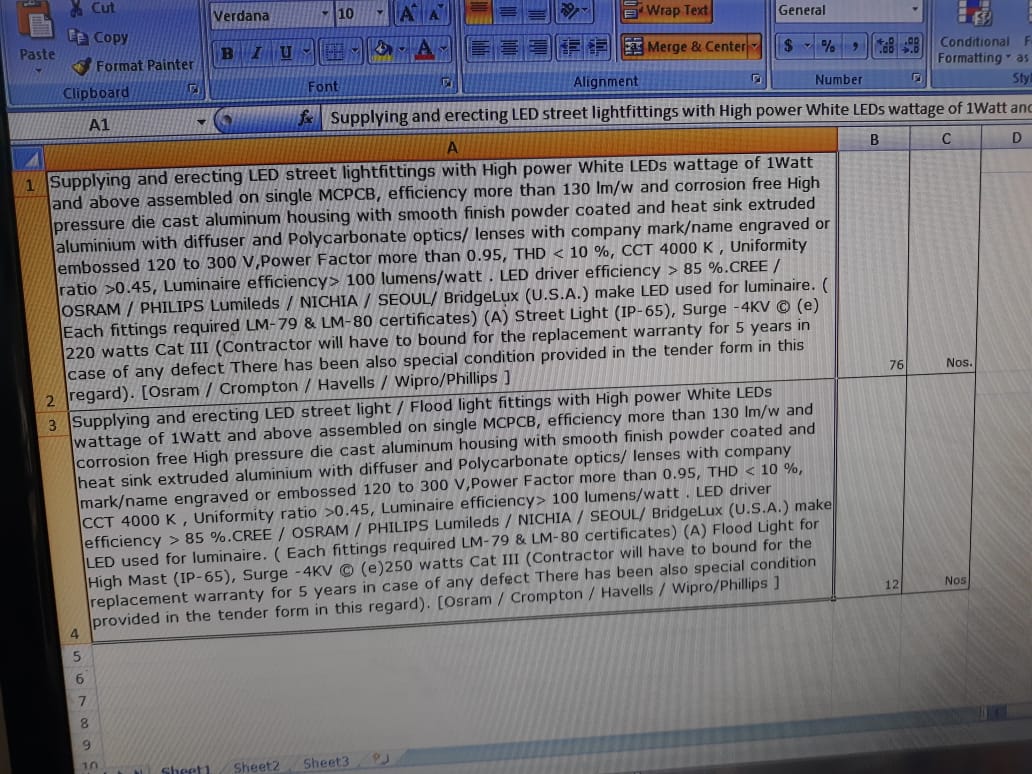 Cut
Verdana
10
A
A
Wrap Text
General
Paste
Copy
Format Painter
B I U
A
Merge & Center
$ % ,
Conditional
Formatting
as
Clipboard
Font
Alignment
Number
A1
fx
Supplying and erecting LED street lightfittings with High power White LEDs wattage of 1Watt and
A
B
C
D
1
Supplying and erecting LED street lightfittings with High power White LEDs wattage of 1Watt
and above assembled on single MCPCB, efficiency more than 130 lm/w and corrosion free High
pressure die cast aluminum housing with smooth finish powder coated and heat sink extruded
aluminium with diffuser and Polycarbonate optics/ lenses with company mark/name engraved or
embossed 120 to 300 V,Power Factor more than 0.95, THD < 10 %, CCT 4000 K , Uniformity
ratio >0.45, Luminaire efficiency> 100 lumens/watt . LED driver efficiency > 85 %.CREE /
OSRAM / PHILIPS Lumileds / NICHIA / SEOUL/ BridgeLux (U.S.A.) make LED used for luminaire. (
Each fittings required LM-79 & LM-80 certificates) (A) Street Light (IP-65), Surge -4KV © (e)
220 watts Cat III (Contractor will have to bound for the replacement warranty for 5 years in
case of any defect There has been also special condition provided in the tender form in this
regard). [Osram / Crompton / Havells / Wipro/Phillips ]
76
Nos.
2
3
Supplying and erecting LED street light / Flood light fittings with High power White LEDs
wattage of 1Watt and above assembled on single MCPCB, efficiency more than 130 lm/w and
corrosion free High pressure die cast aluminum housing with smooth finish powder coated and
heat sink extruded aluminium with diffuser and Polycarbonate optics/ lenses with company
mark/name engraved or embossed 120 to 300 V,Power Factor more than 0.95, THD < 10 %,
CCT 4000 K , Uniformity ratio >0.45, Luminaire efficiency> 100 lumens/watt . LED driver
efficiency > 85 %.CREE / OSRAM / PHILIPS Lumileds / NICHIA / SEOUL/ BridgeLux (U.S.A.) make
LED used for luminaire. ( Each fittings required LM-79 & LM-80 certificates) (A) Flood Light for
High Mast (IP-65), Surge -4KV © (e)250 watts Cat III (Contractor will have to bound for the
replacement warranty for 5 years in case of any defect There has been also special condition
provided in the tender form in this regard). [Osram / Crompton / Havells / Wipro/Phillips ]
12
Nos
4
5
6
7
8
9
10
Sheet1
Sheet2
Sheet3